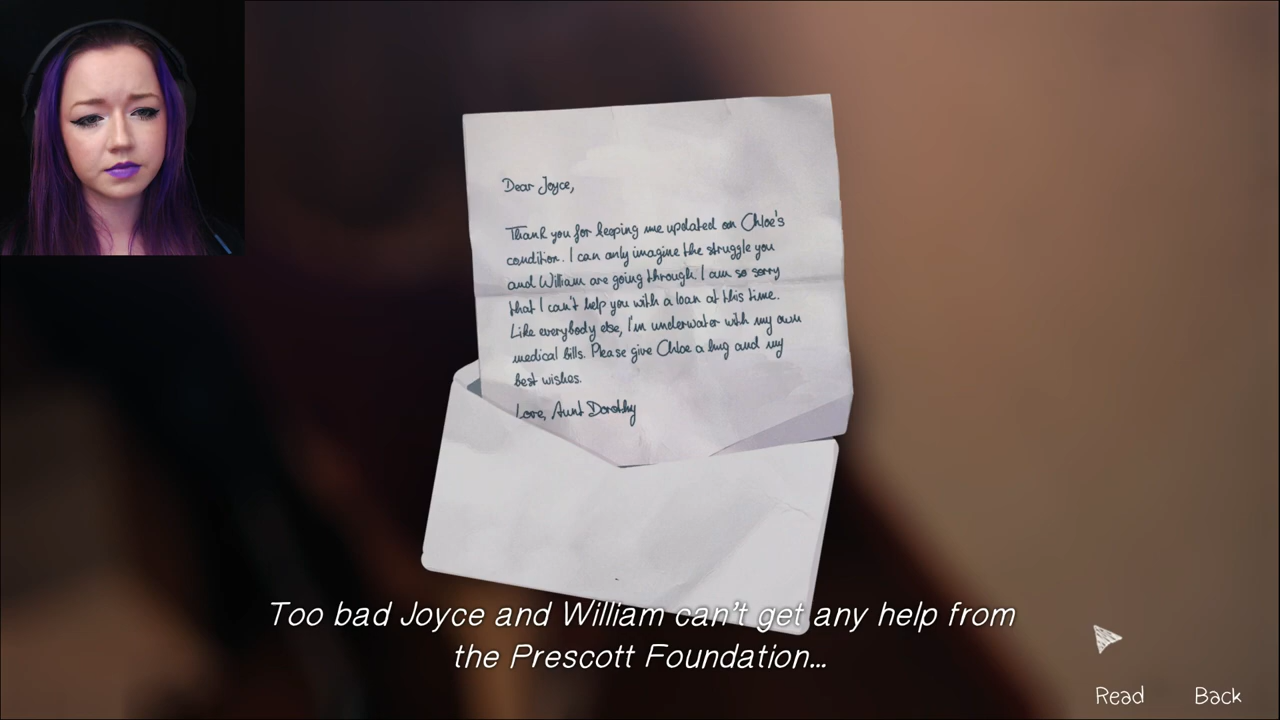 Dear Joyce,
Thank you for keeping me updated on Chloe's
condition. I can only imagine the struggle you
and William are going through. I am so sorry
that I can't help you with a loan at this time.
Like everybody else, I'm underwater with my own
medical bills. Please give Chloe a hug and my
best wishes.
Love, Aunt Dorothy
Too bad Joyce and William can't get any help from
the Prescott Foundation...
Read Back